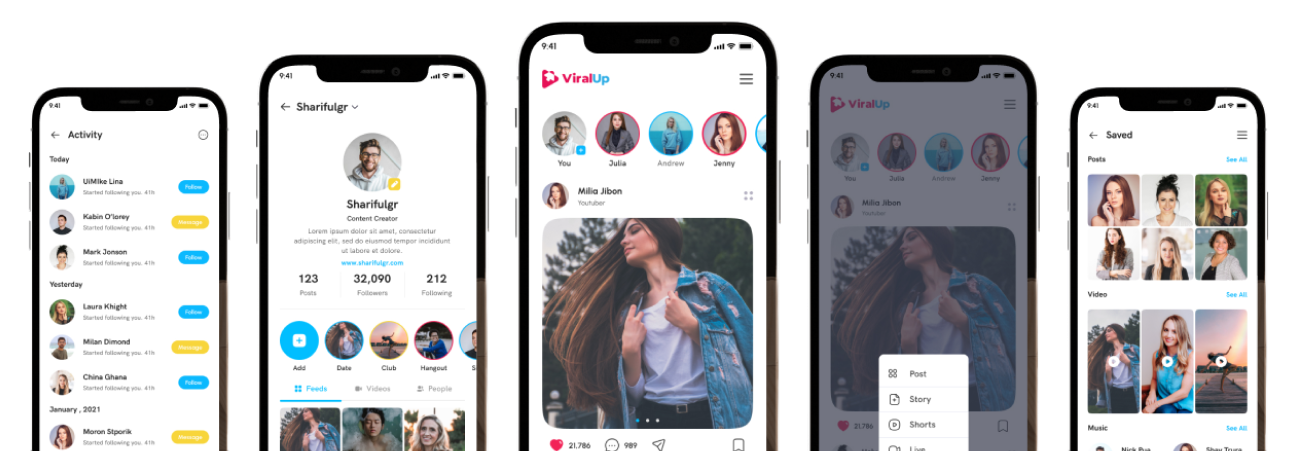 9:41
Activity
Today
UiMike Lina
Started following you. 41h
Follow
Kabin O'lorey
Started following you. 41h
Message
Mark Jonson
Started following you. 41h
Follow
Yesterday
Laura Khight
Started following you. 41h
Follow
Milan Dimond
Started following you. 41h
Message
China Ghana
Started following you. 41h
Follow
January , 2021
Moron Stporik
Started following you. 41h
Message
9:41
Sharifulgr
Sharifulgr
Content Creator
Lorem ipsum dolor sit amet, consectetur
adipiscing elit, sed do eiusmod tempor incididunt
ut labore et dolore.
www.sharifulgr.com
123 32,090 212
Posts Followers Following
Add Date Club Hangout
Feeds Videos People
9:41
ViralUp
You Julia Andrew Jenny
Milia Jibon
Youtuber
21,786 989
9:41
ViralUp
You Julia Andrew Jenny
Milia Jibon
Youtuber
21,786
Post
Story
Shorts
Live
9:41
Saved
Posts See All
Video See All
Music See All
Nick Pua Shay Trura